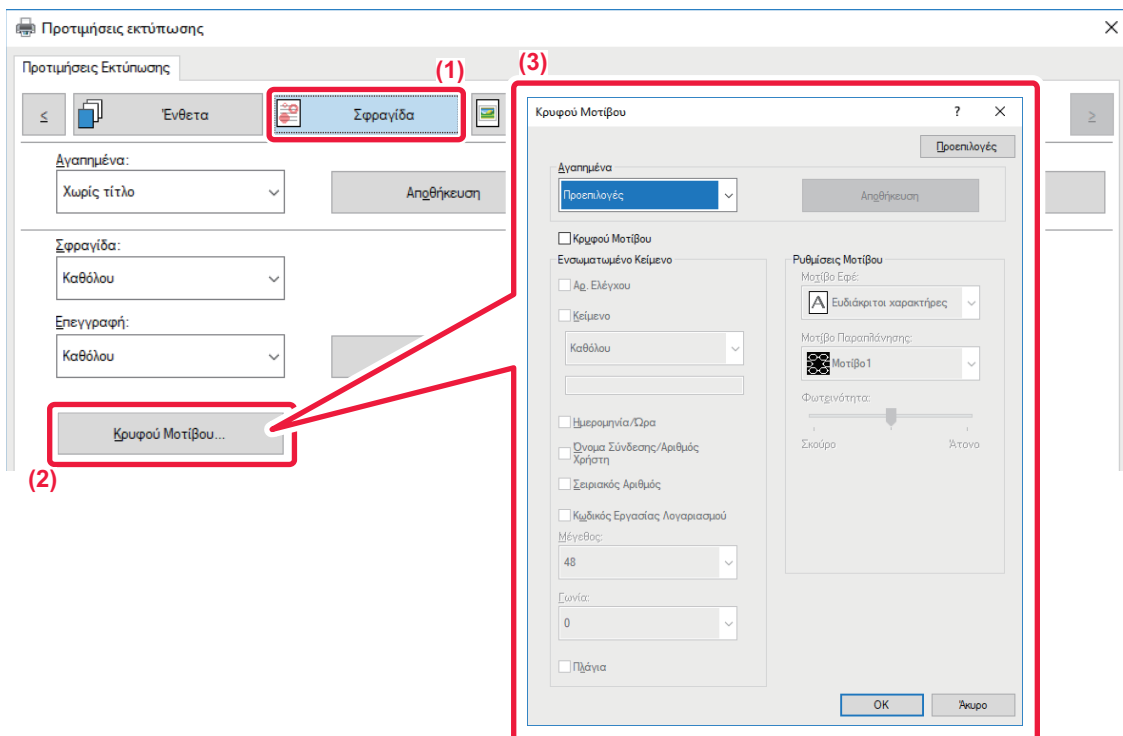 Προτιμήσεις εκτύπωσης
Προτιμήσεις Εκτύπωσης
(1)
(3)
<
Ένθετα
Σφραγίδα
>
Αγαπημένα:
Χωρίς τίτλο
Αποθήκευση
Σφραγίδα:
Καθόλου
Επεγγραφή:
Καθόλου
Κρυφού Μοτίβου...
(2)
Κρυφού Μοτίβου
?
Προεπιλογές
Αγαπημένα
Προεπιλογές
Αποθήκευση
Κρυφού Μοτίβου
Ενσωματωμένο Κείμενο
Αρ. Ελέγχου
Κείμενο
Καθόλου
Ημερομηνία/Ώρα
Όνομα Σύνδεσης/Αριθμός
Χρήστη
Σειριακός Αριθμός
Κωδικός Εργασίας Λογαριασμού
Μέγεθος:
48
Γωνία:
0
Πλάγια
Ρυθμίσεις Μοτίβου
Μοτίβο Εφέ:
A Ευδιάκριτοι χαρακτήρες
Μοτίβο Παραπλάνησης:
Μοτίβο1
Φωτεινότητα:
Σκούρο
Άτονο
OK
Άκυρο